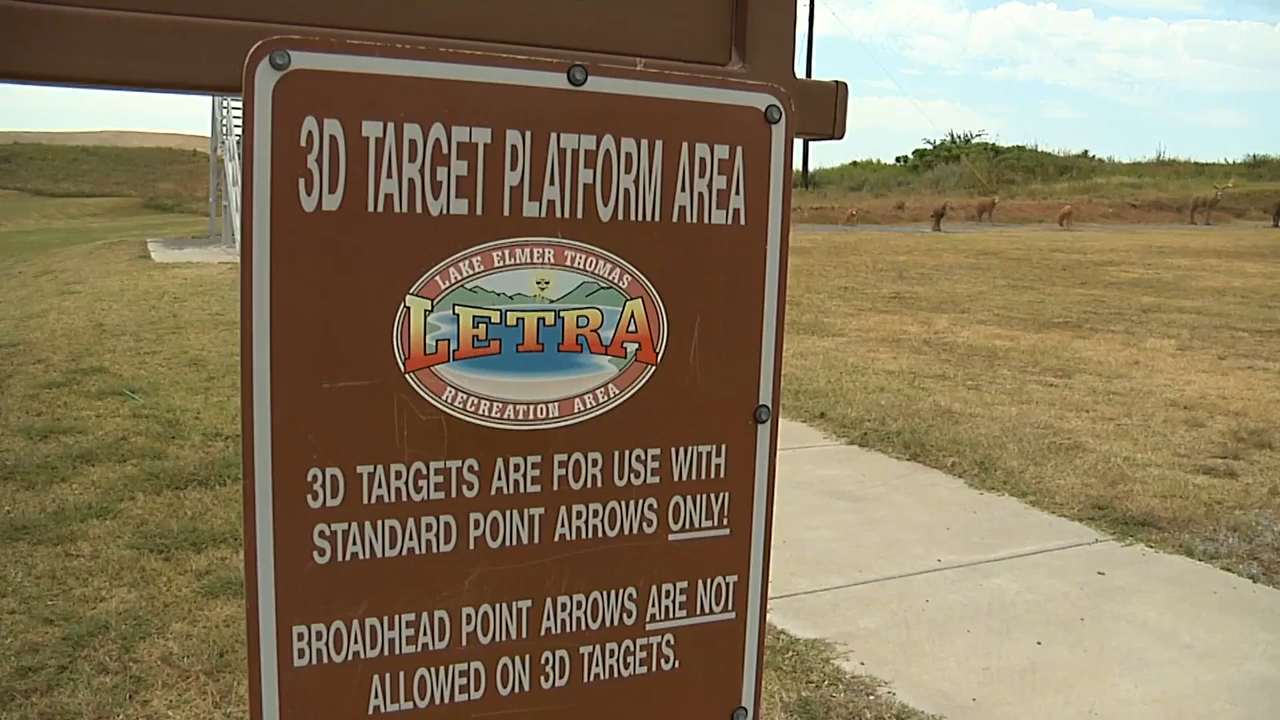 3D TARGET PLATFORM AREA
LAKE ELMER THOMAS
LETRA
RECREATION AREA
3D TARGETS ARE FOR USE WITH
STANDARD POINT ARROWS ONLY!
BROADHEAD POINT ARROWS ARE NOT
ALLOWED ON 3D TARGETS.